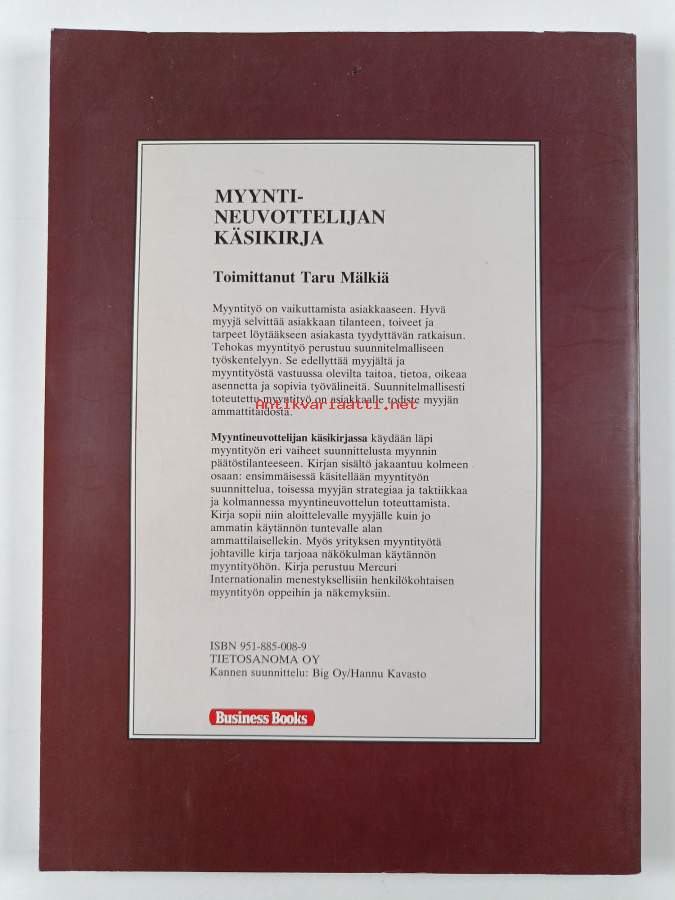 MYYNTI-
NEUVOTTELIJAN
KÄSIKIRJA
Toimittanut Taru Mälkiä
Myyntityö on vaikuttamista asiakkaaseen. Hyvä
myyjä selvittää asiakkaan tilanteen, toiveet ja
tarpeet löytääkseen asiakasta tyydyttävän ratkaisun.
Tehokas myyntityö perustuu suunnitelmalliseen
työskentelyyn. Se edellyttää myyjältä ja
myyntityöstä vastuussa olevilta taitoa, tietoa, oikeaa
asennetta ja sopivia työvälineitä. Suunnitelmallisesti
toteutettu myyntityö on asiakkaalle todiste myyjän
Antikvariaatti.net
ammattitaidosta.
Myyntineuvottelijan käsikirjassa käydään läpi
myyntityön eri vaiheet suunnittelusta myynnin
päätöstilanteeseen. Kirjan sisältö jakaantuu kolmeen
osaan: ensimmäisessä käsitellään myyntityön
suunnittelua, toisessa myyjän strategiaa ja taktiikkaa
ja kolmannessa myyntineuvottelun toteuttamista.
Kirja sopii niin aloittelevalle myyjälle kuin jo
ammatin käytännön tuntevalle alan
ammattilaisellekin. Myös yrityksen myyntityötä
johtaville kirja tarjoaa näkökulman käytännön
myyntityöhön. Kirja perustuu Mercuri
Internationalin menestyksellisiin henkilökohtaisen
myyntityön oppeihin ja näkemyksiin.
ISBN 951-885-008-9
TIETOSANOMA OY
Kannen suunnittelu: Big Oy/Hannu Kavasto
Business Books